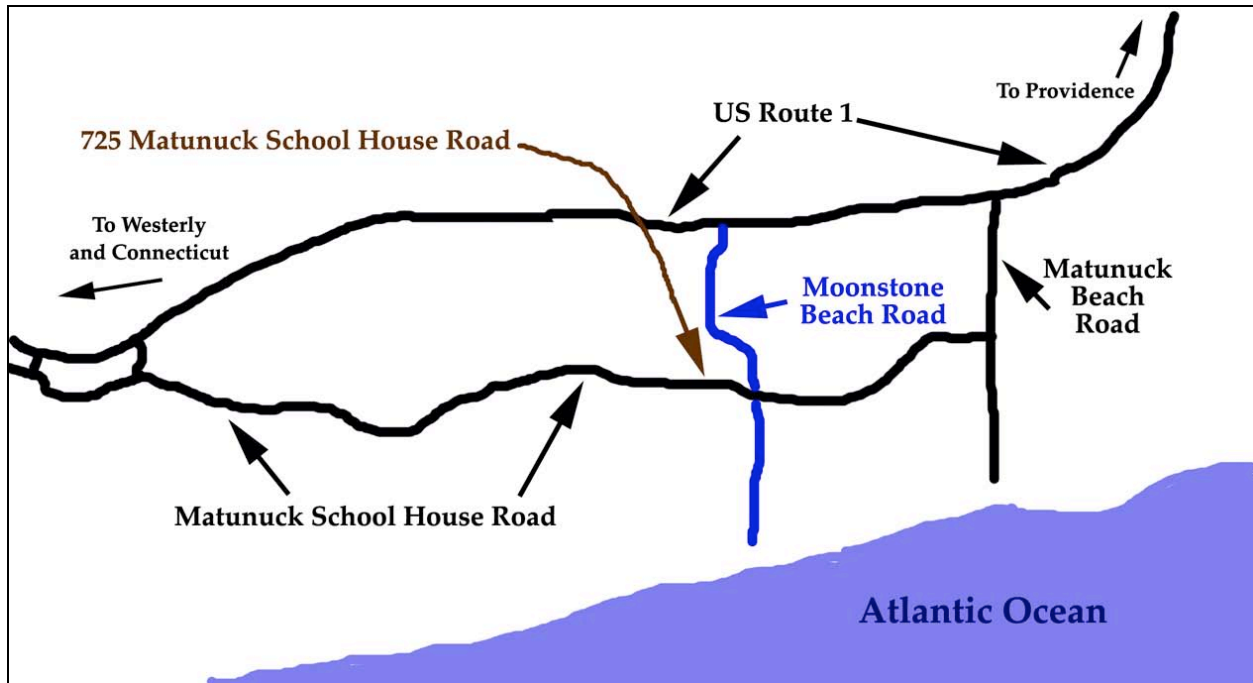 To Providence
US Route 1
725 Matunuck School House Road
To Westerly
and Connecticut
Moonstone
Beach Road
Matunuck
Beach
Road
Matunuck School House Road
Atlantic Ocean